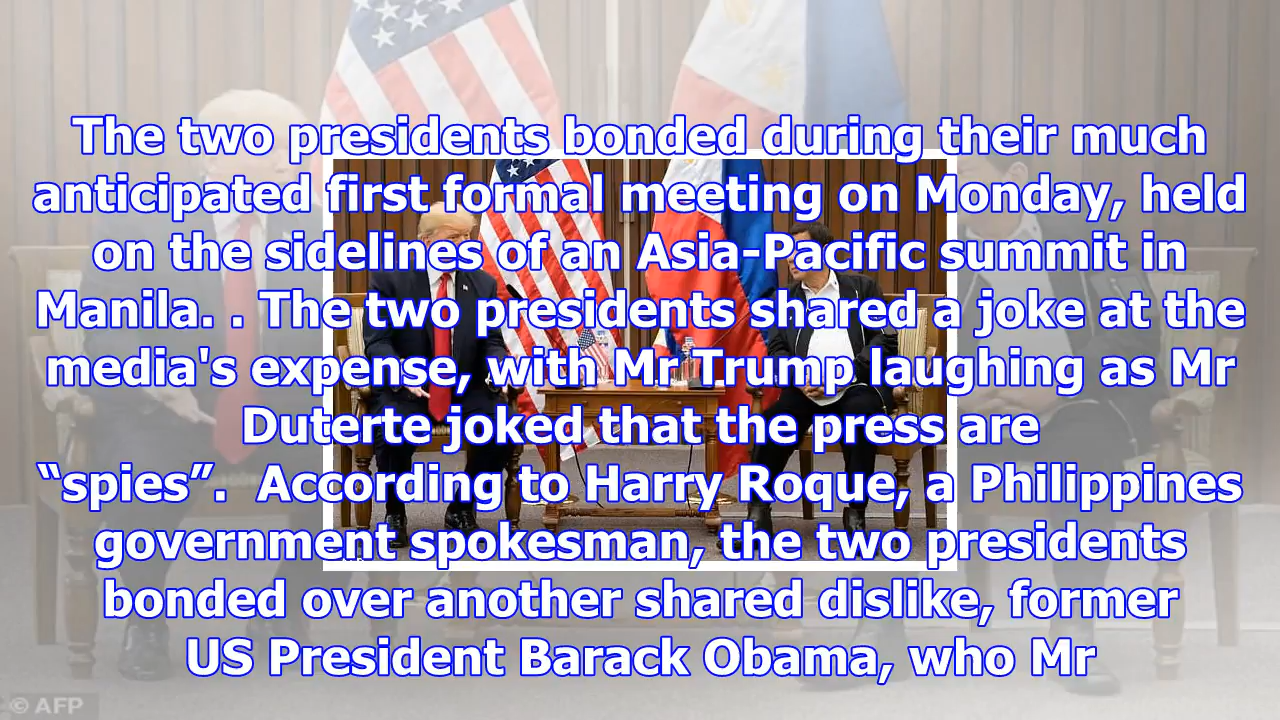 The two presidents bonded during their much
anticipated first formal meeting on Monday, held
on the sidelines of an Asia-Pacific summit in
Manila. . The two presidents shared a joke at the
media's expense, with Mr Trump laughing as Mr
Duterte joked that the press are
“spies”.  According to Harry Roque, a Philippines
government spokesman, the two presidents
bonded over another shared dislike, former
US President Barack Obama, who Mr
© AFP